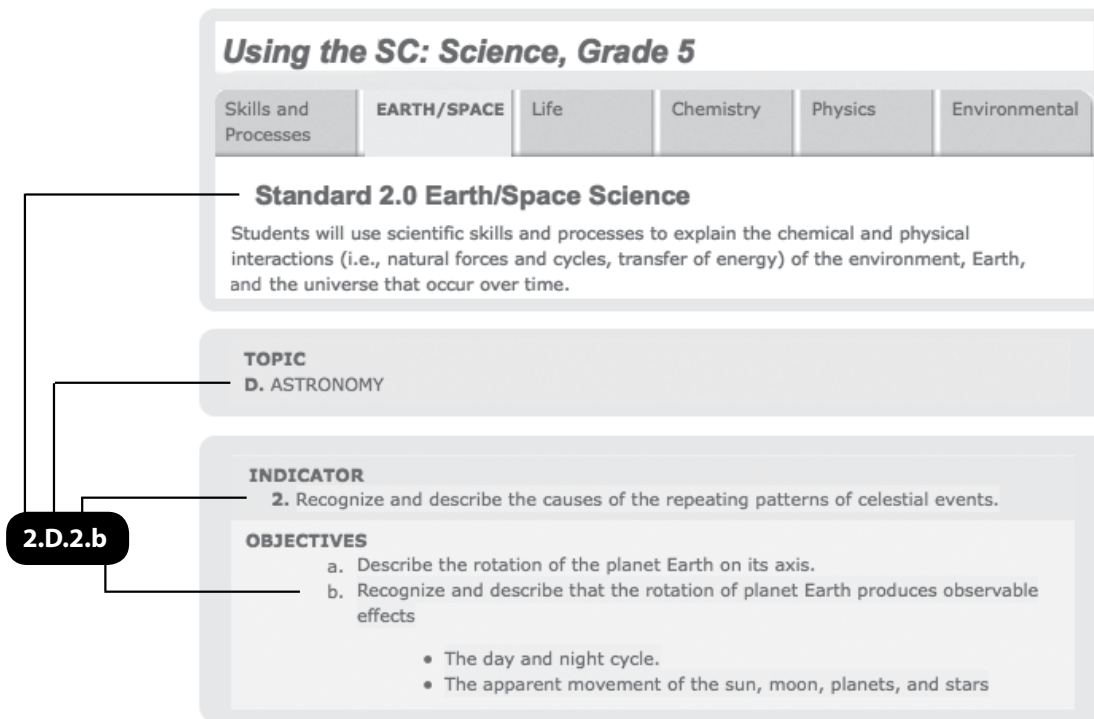 Using the SC: Science, Grade 5
Skills and
Processes
EARTH/SPACE
Life
Chemistry
Physics
Environmental
Standard 2.0 Earth/Space Science
Students will use scientific skills and processes to explain the chemical and physical
interactions (i.e., natural forces and cycles, transfer of energy) of the environment, Earth,
and the universe that occur over time.
TOPIC
D. ASTRONOMY
INDICATOR
2. Recognize and describe the causes of the repeating patterns of celestial events.
2.D.2.b
OBJECTIVES
a. Describe the rotation of the planet Earth on its axis.
b. Recognize and describe that the rotation of planet Earth produces observable
effects
• The day and night cycle.
• The apparent movement of the sun, moon, planets, and stars